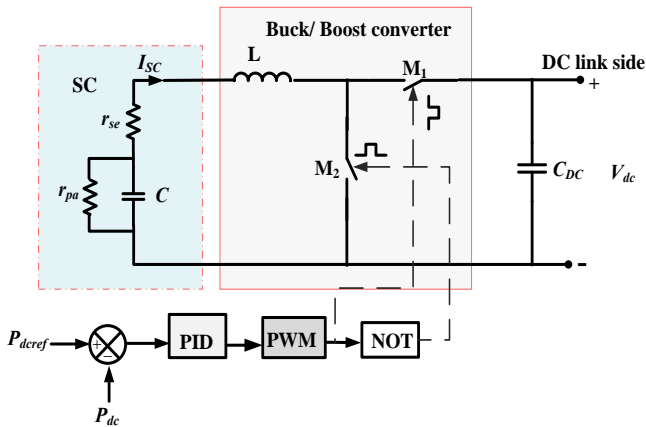 Buck/ Boost converter
SC
I_SC
L
M₁
DC link side
+
r_se
M₂
r_pa
C
C_DC
V_dc
-
P_dcref
+
−
PID
PWM
NOT
P_dc